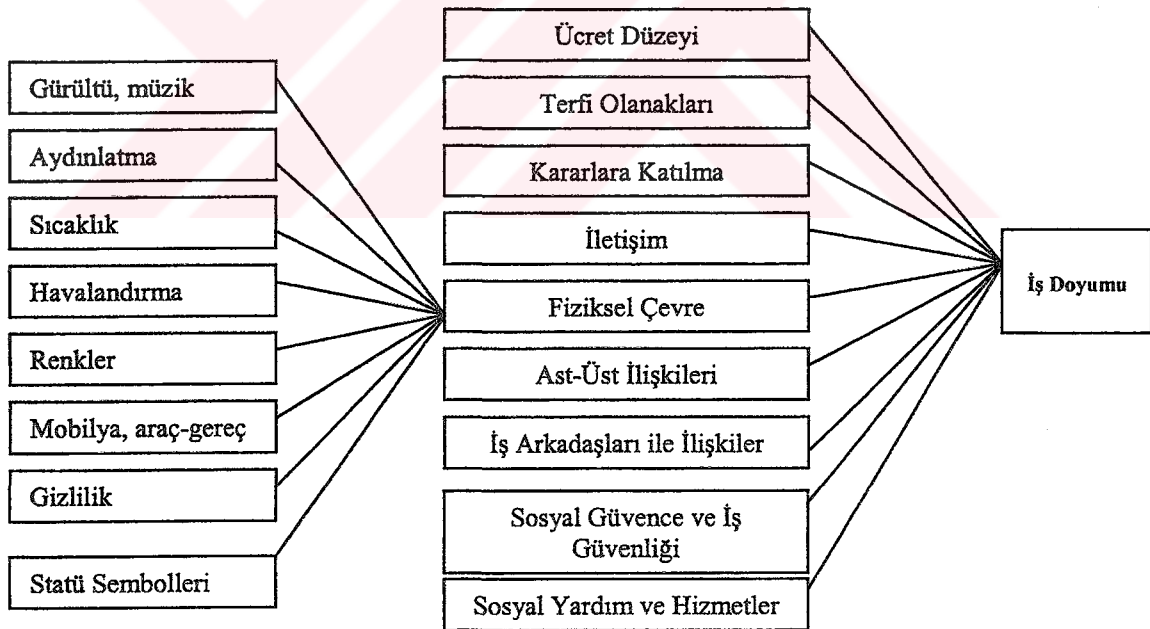 Gürültü, müzik
Aydınlatma
Sıcaklık
Havalandırma
Renkler
Mobilya, araç-gereç
Gizlilik
Statü Sembolleri
Ücret Düzeyi
Terfi Olanakları
Kararlara Katılma
İletişim
Fiziksel Çevre
Ast-Üst İlişkileri
İş Arkadaşları ile İlişkiler
Sosyal Güvence ve İş
Güvenliği
Sosyal Yardım ve Hizmetler
İş Doyumu